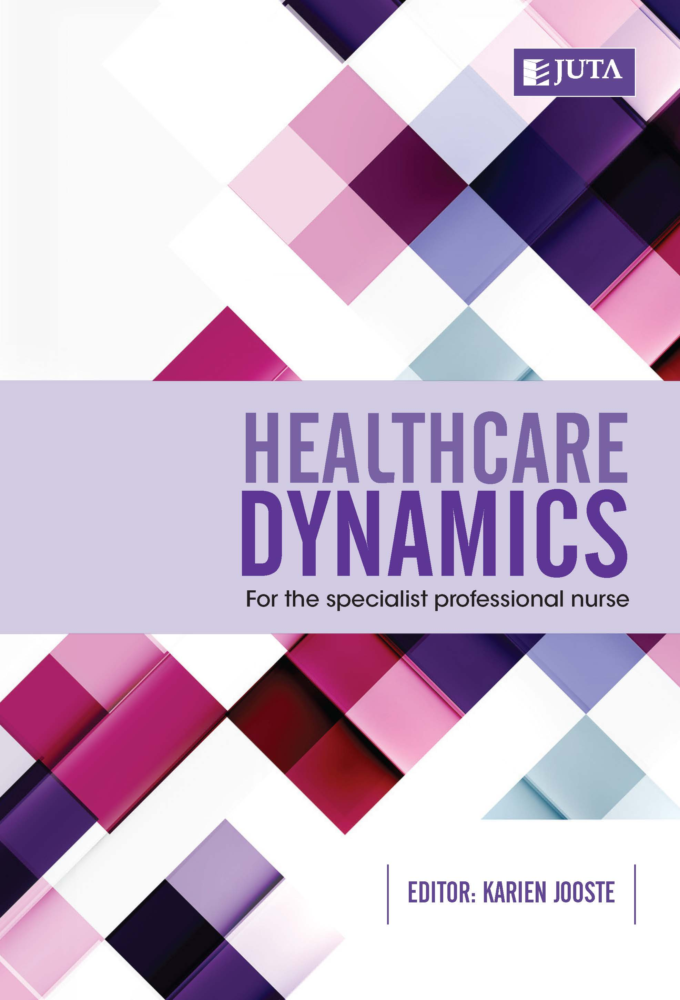 JUTA
HEALTHCARE
DYNAMICS
For the specialist professional nurse
EDITOR: KARIEN JOOSTE